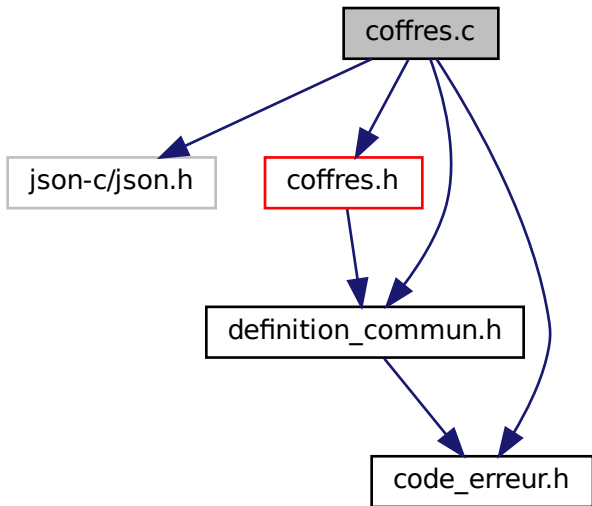 coffres.c
json-c/json.h
coffres.h
definition_commun.h
code_erreur.h